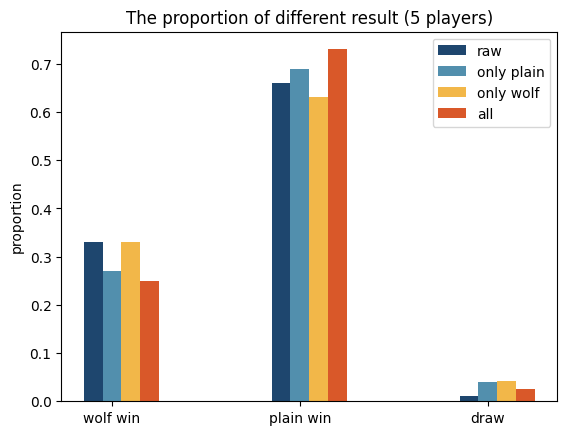 The proportion of different result (5 players)
raw
only plain
only wolf
all
proportion
0.7
0.6
0.5
0.4
0.3
0.2
0.1
0.0
wolf win
plain win
draw